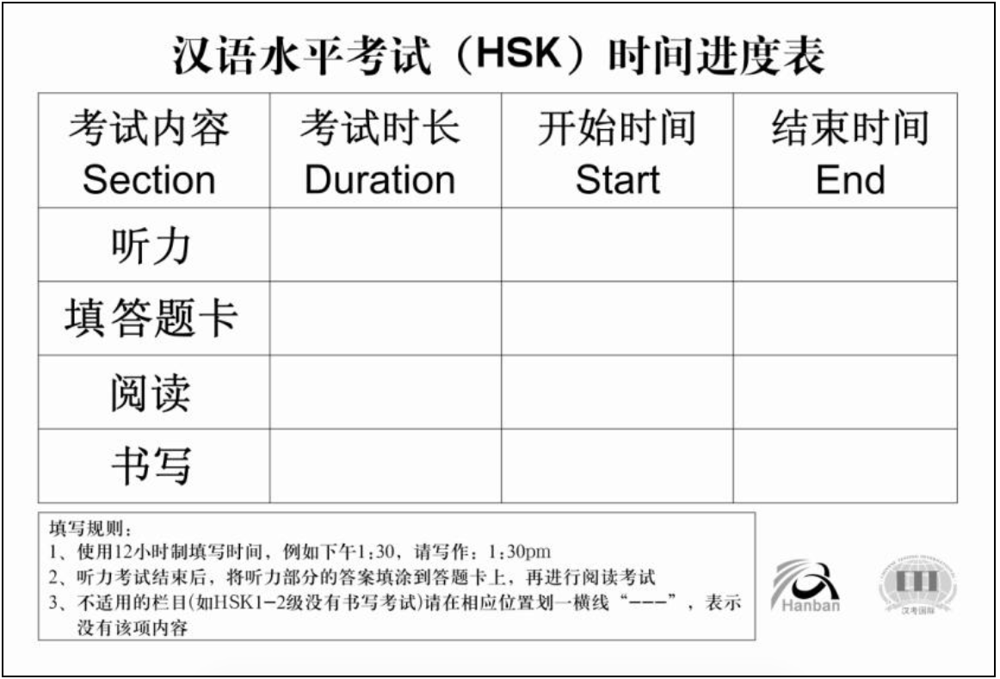 汉语水平考试（HSK）时间进度表
考试内容 考试时长 开始时间 结束时间
Section Duration Start End
听力
填答题卡
阅读
书写
填写规则：
1、使用12小时制填写时间，例如下午1:30，请写作：1:30pm
2、听力考试结束后，将听力部分的答案填涂到答题卡上，再进行阅读考试
3、不适用的栏目(如HSK1-2级没有书写考试)请在相应位置划一横线“---”，表示
没有该项内容
Hanban
汉考国际